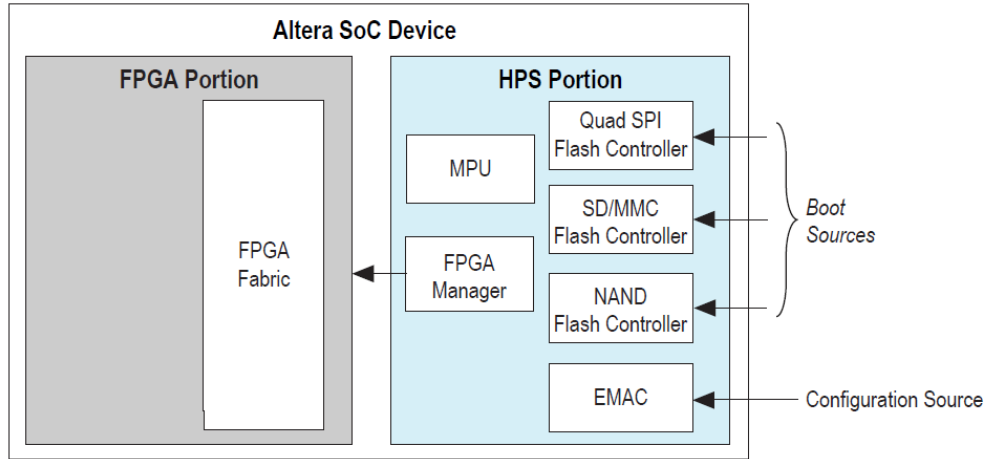 Altera SoC Device
FPGA Portion
FPGA
Fabric
HPS Portion
MPU
FPGA
Manager
Quad SPI
Flash Controller
SD/MMC
Flash Controller
NAND
Flash Controller
EMAC
Boot
Sources
Configuration Source